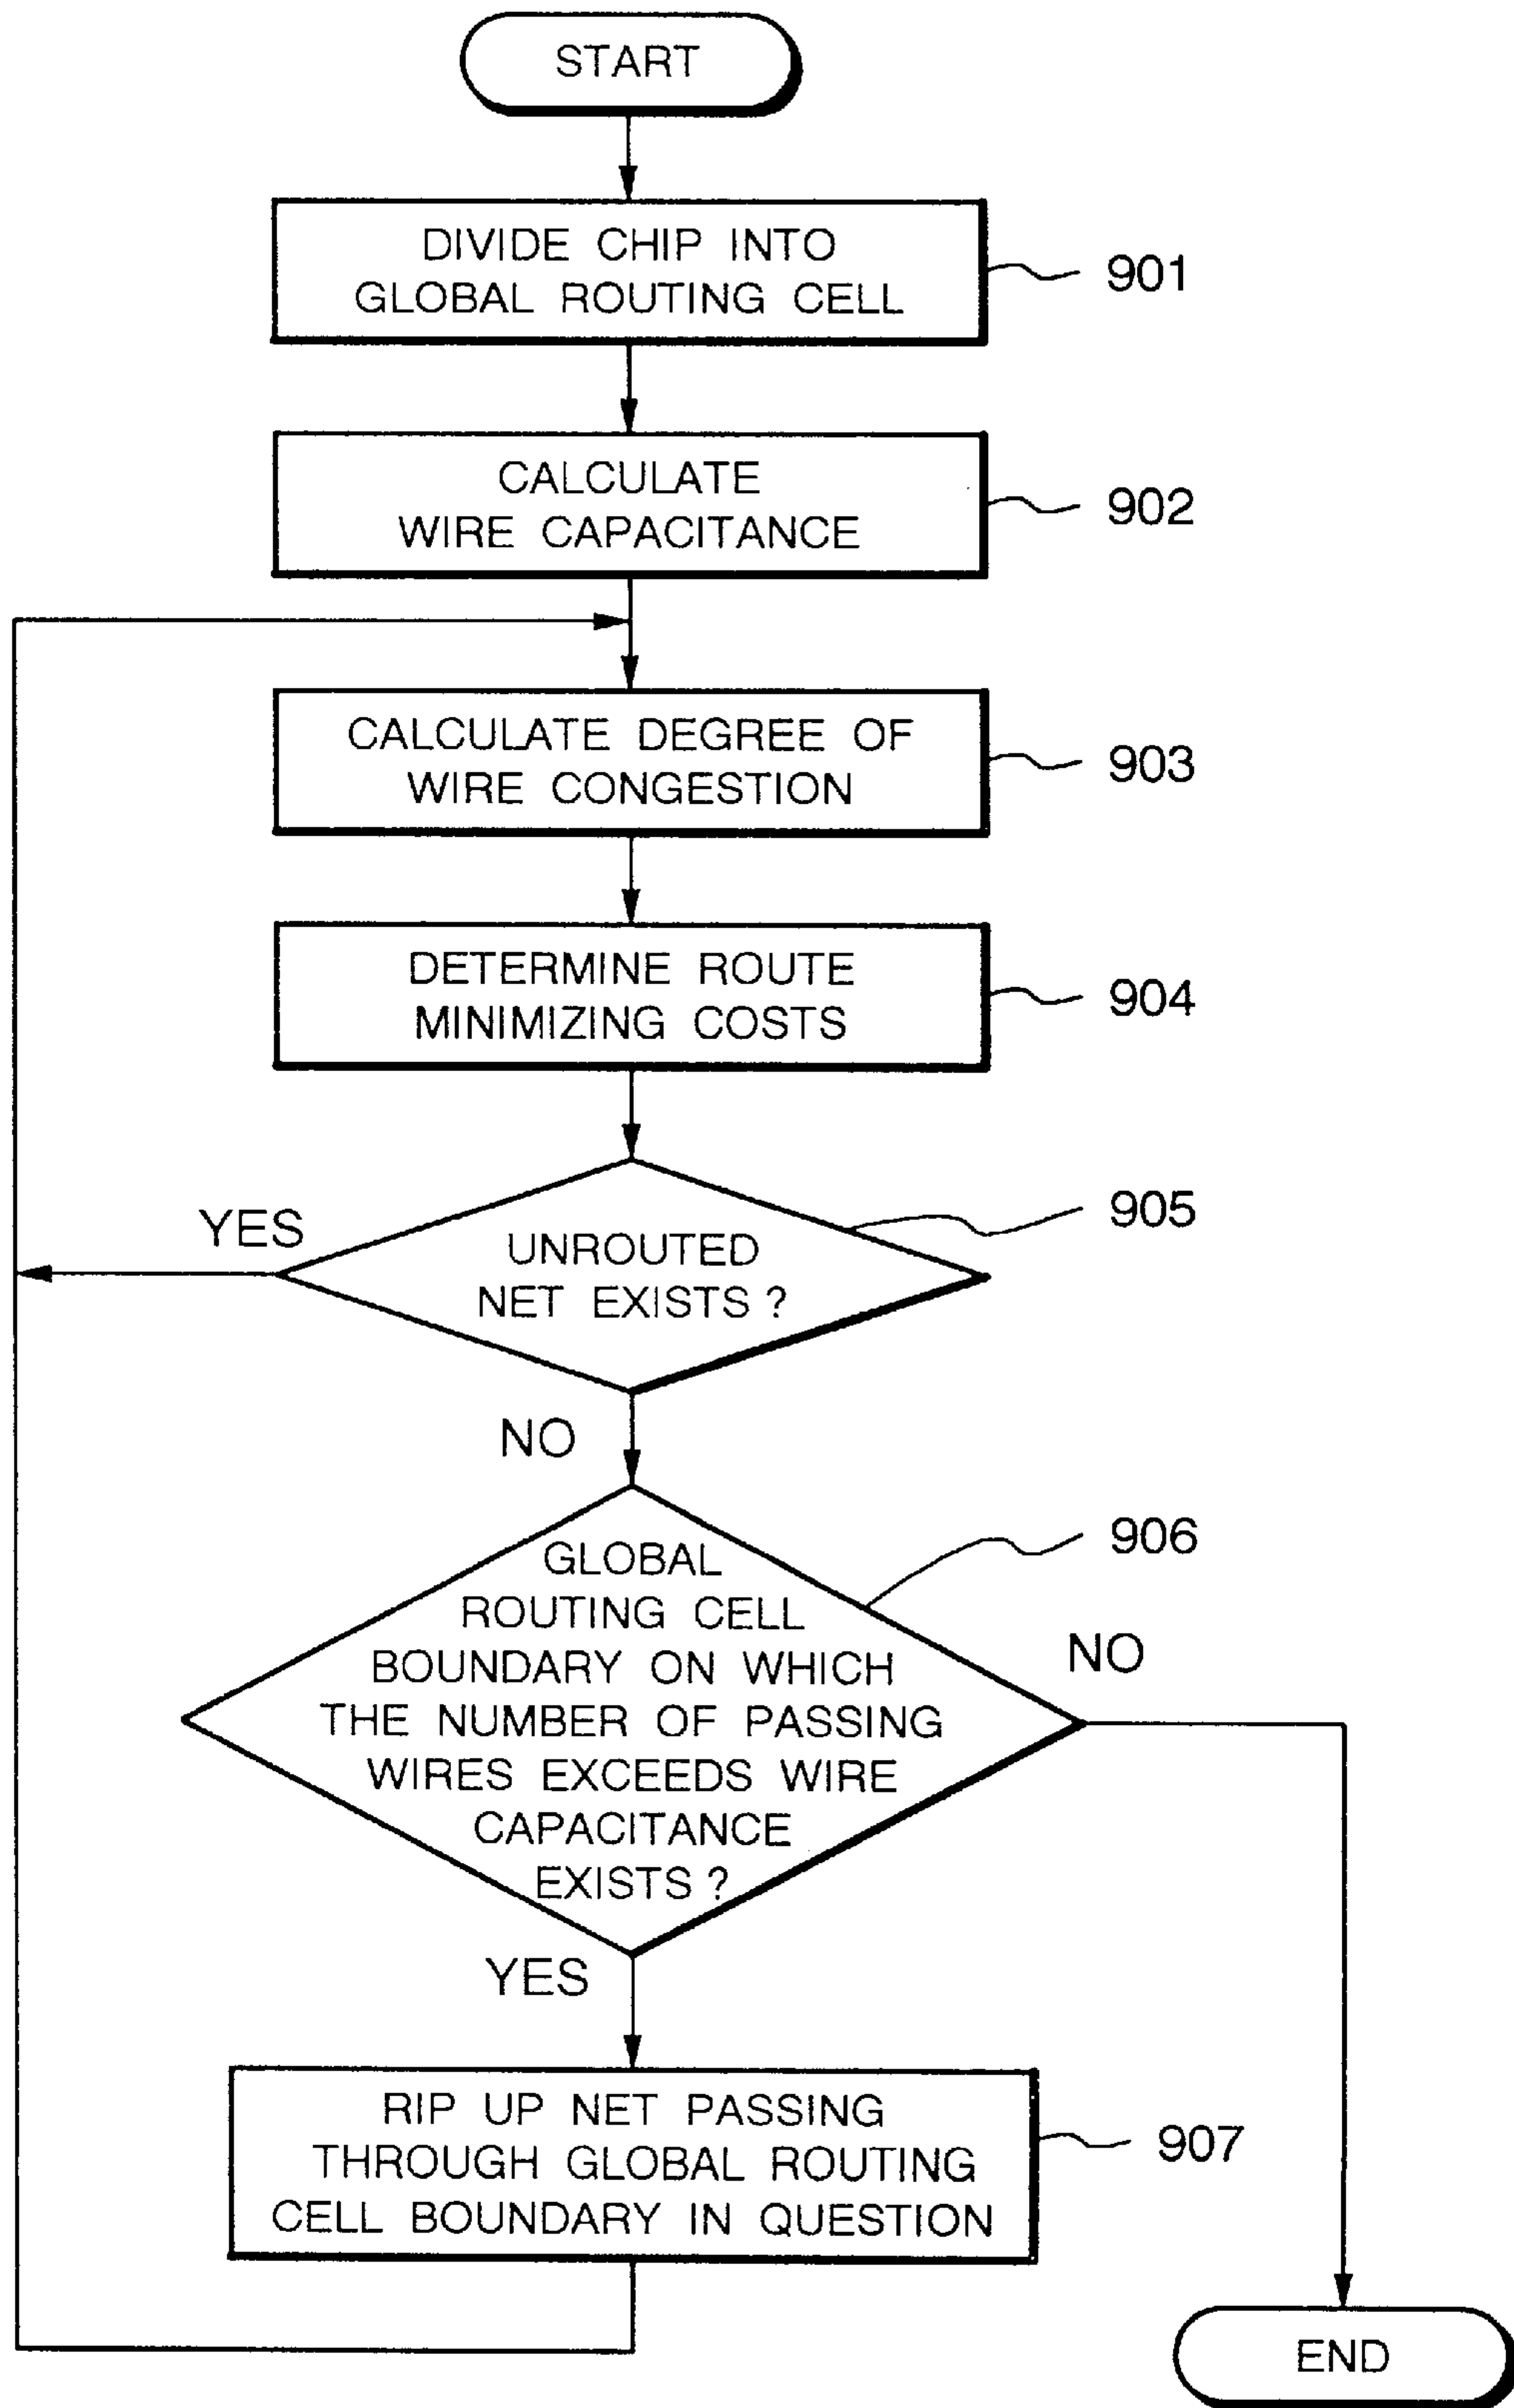 START
DIVIDE CHIP INTO
GLOBAL ROUTING CELL
901
CALCULATE
WIRE CAPACITANCE
902
CALCULATE DEGREE OF
WIRE CONGESTION
903
DETERMINE ROUTE
MINIMIZING COSTS
904
YES
UNROUTED
NET EXISTS ?
905
NO
GLOBAL
ROUTING CELL
BOUNDARY ON WHICH
THE NUMBER OF PASSING
WIRES EXCEEDS WIRE
CAPACITANCE
EXISTS ?
906
NO
YES
RIP UP NET PASSING
THROUGH GLOBAL ROUTING
CELL BOUNDARY IN QUESTION
907
END